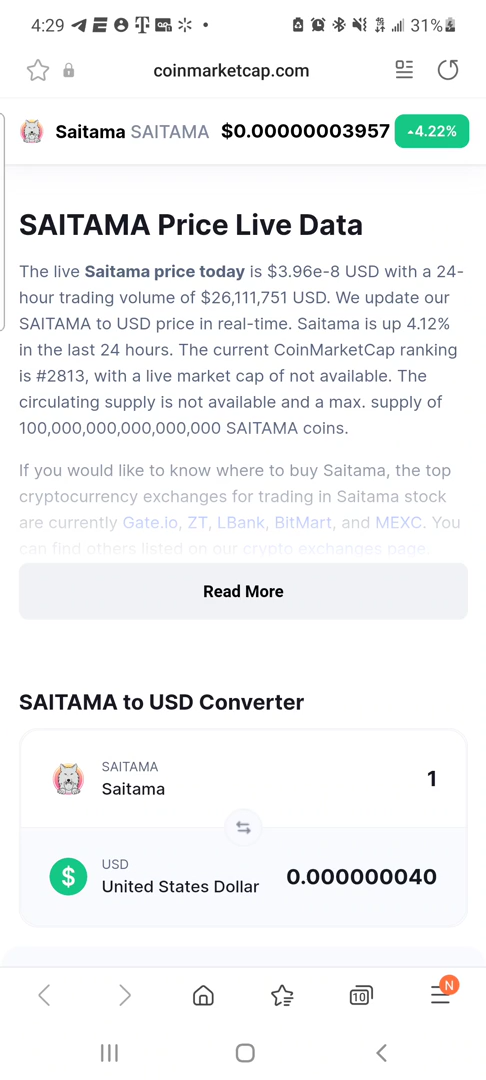 4:29 31%
coinmarketcap.com
Saitama SAITAMA $0.00000003957 4.22%
SAITAMA Price Live Data
The live Saitama price today is $3.96e-8 USD with a 24-
hour trading volume of $26,111,751 USD. We update our
SAITAMA to USD price in real-time. Saitama is up 4.12%
in the last 24 hours. The current CoinMarketCap ranking
is #2813, with a live market cap of not available. The
circulating supply is not available and a max. supply of
100,000,000,000,000,000 SAITAMA coins.
If you would like to know where to buy Saitama, the top
cryptocurrency exchanges for trading in Saitama stock
are currently Gate.io, ZT, LBank, BitMart, and MEXC. You
can find others listed on our crypto exchanges page.
Read More
SAITAMA to USD Converter
SAITAMA
Saitama 1
USD
United States Dollar 0.000000040
10 N